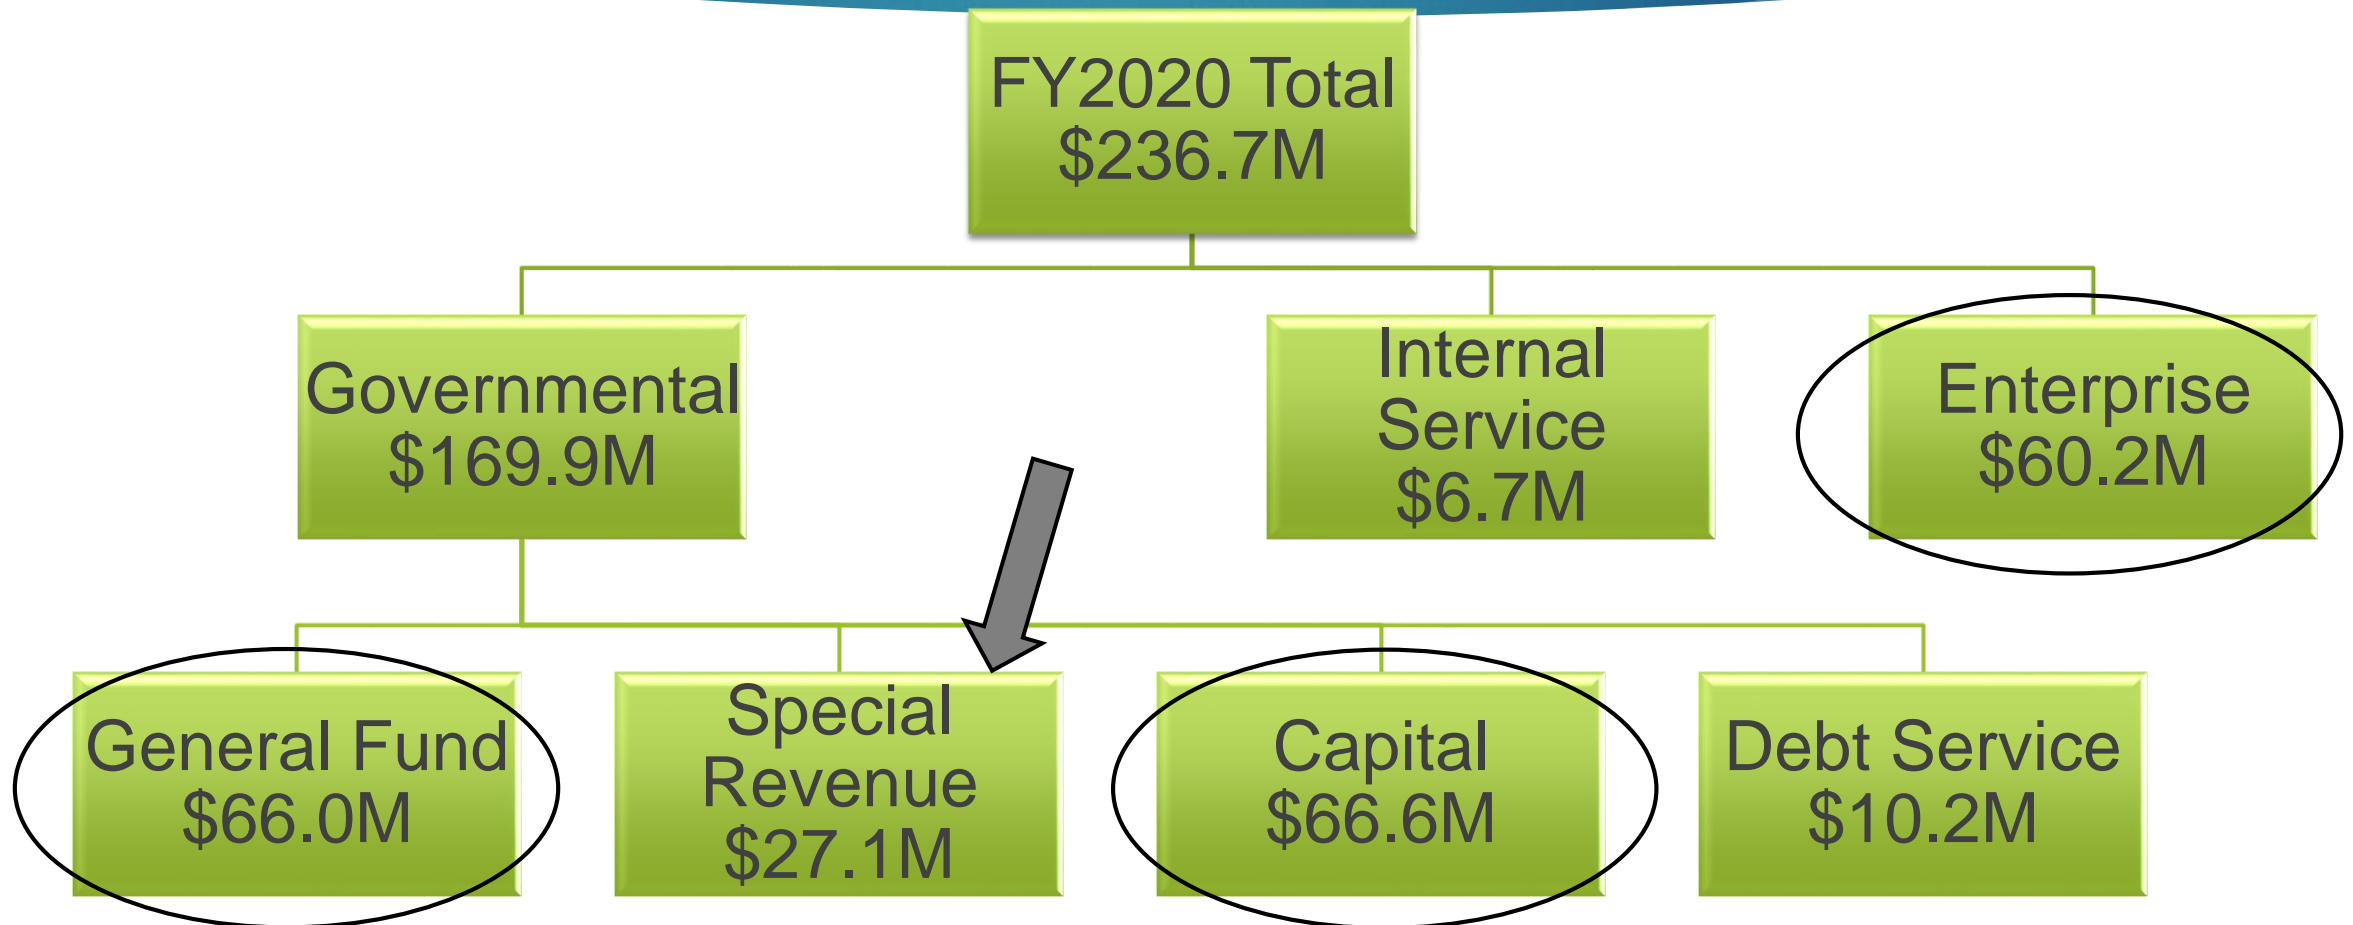 FY2020 Total
$236.7M
Governmental
$169.9M
Internal
Service
$6.7M
Enterprise
$60.2M
General Fund
$66.0M
Special
Revenue
$27.1M
Capital
$66.6M
Debt Service
$10.2M